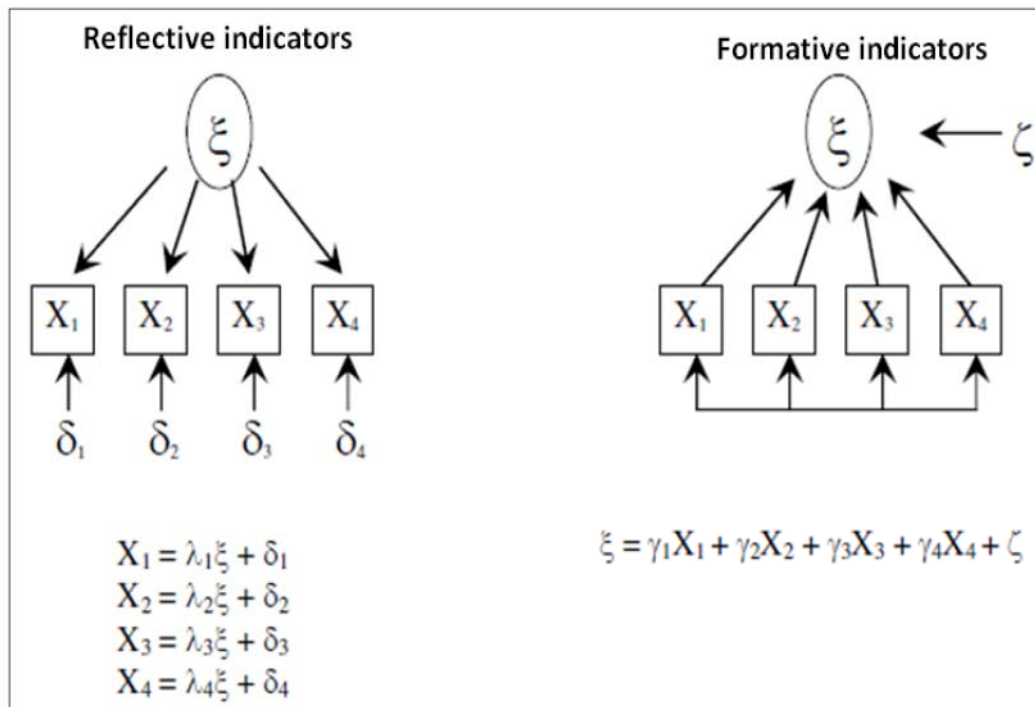 Reflective indicators
ξ
X₁ X₂ X₃ X₄
δ₁ δ₂ δ₃ δ₄
X₁ = λ₁ξ + δ₁
X₂ = λ₂ξ + δ₂
X₃ = λ₃ξ + δ₃
X₄ = λ₄ξ + δ₄
Formative indicators
ξ
ζ
X₁ X₂ X₃ X₄
ξ = γ₁X₁ + γ₂X₂ + γ₃X₃ + γ₄X₄ + ζ